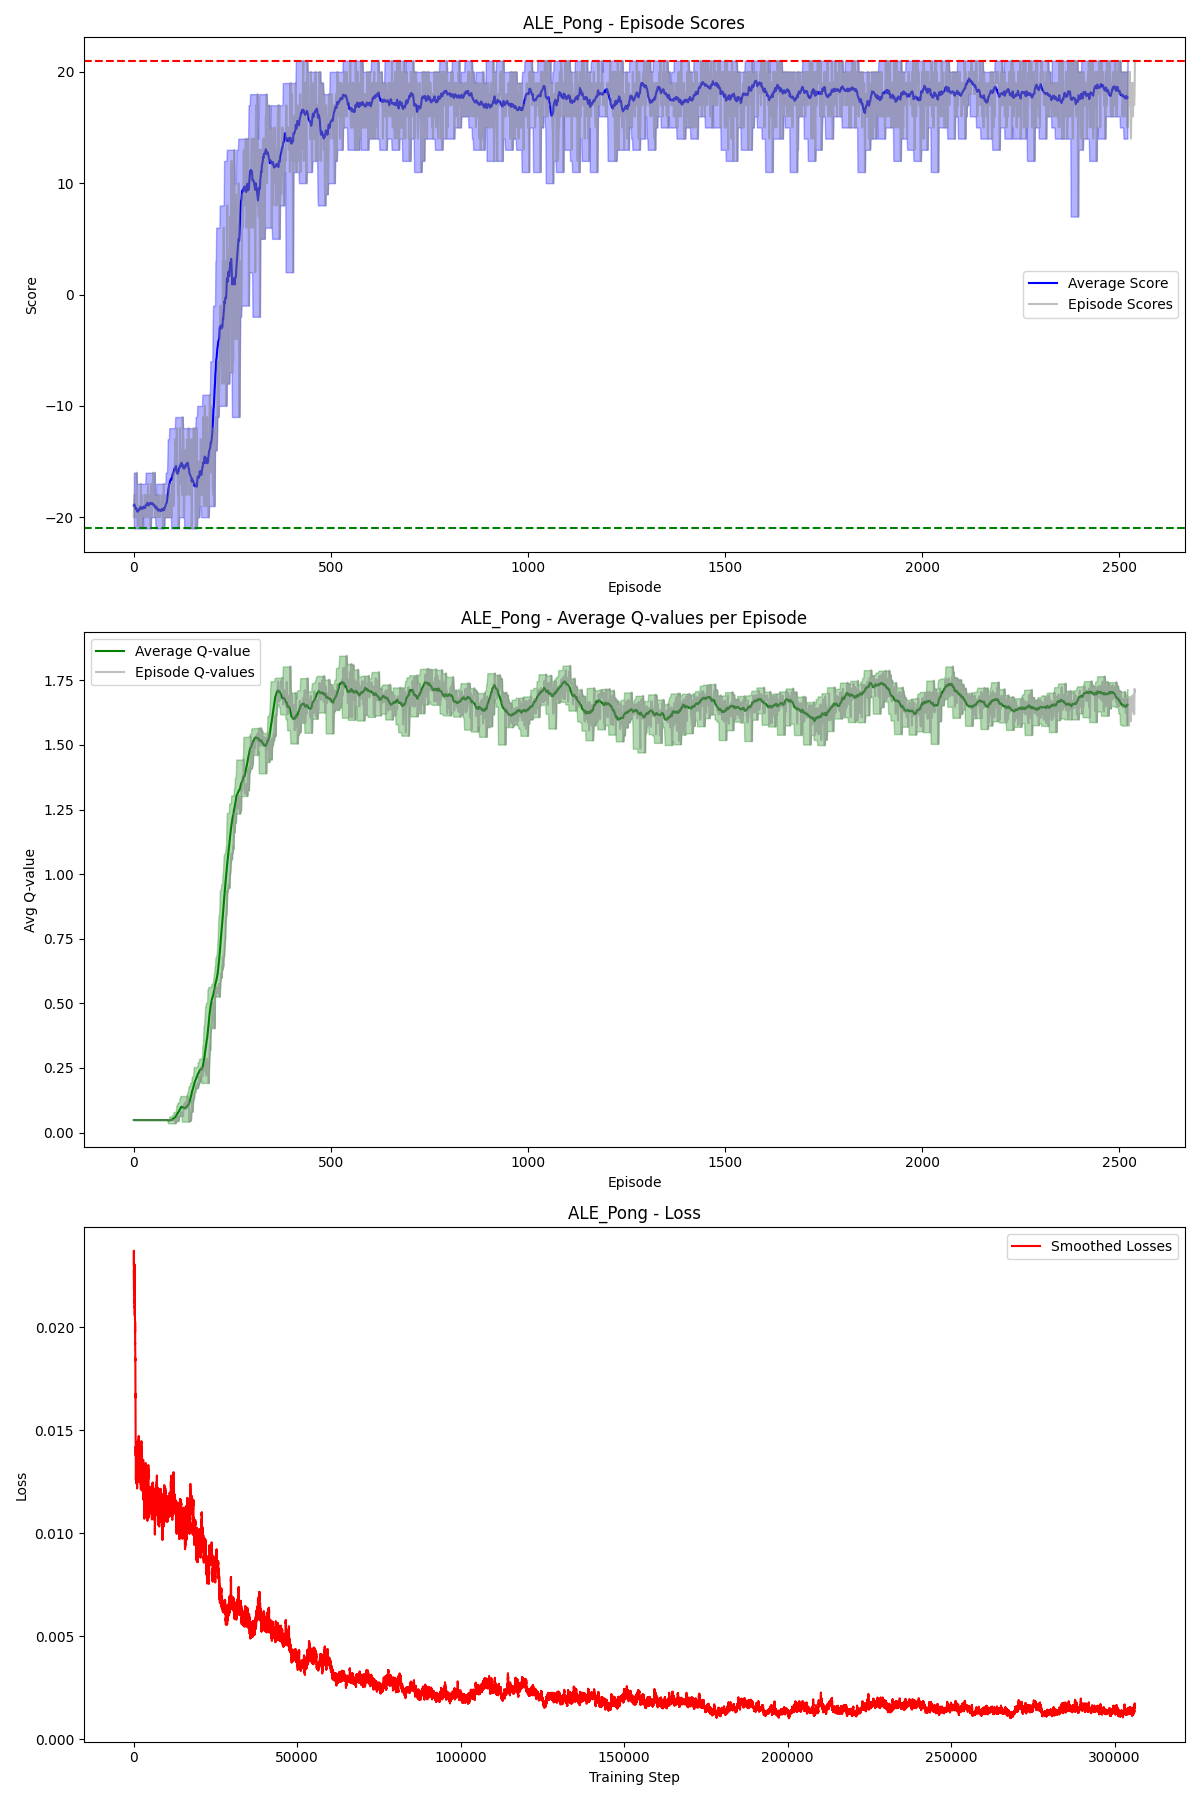 ALE_Pong - Episode Scores
Score
20
10
0
−10
−20
Average Score
Episode Scores
0 500 1000 1500 2000 2500
Episode
ALE_Pong - Average Q-values per Episode
Avg Q-value
Average Q-value
Episode Q-values
1.75
1.50
1.25
1.00
0.75
0.50
0.25
0.00
0 500 1000 1500 2000 2500
Episode
ALE_Pong - Loss
Loss
Smoothed Losses
0.020
0.015
0.010
0.005
0.000
0 50000 100000 150000 200000 250000 300000
Training Step